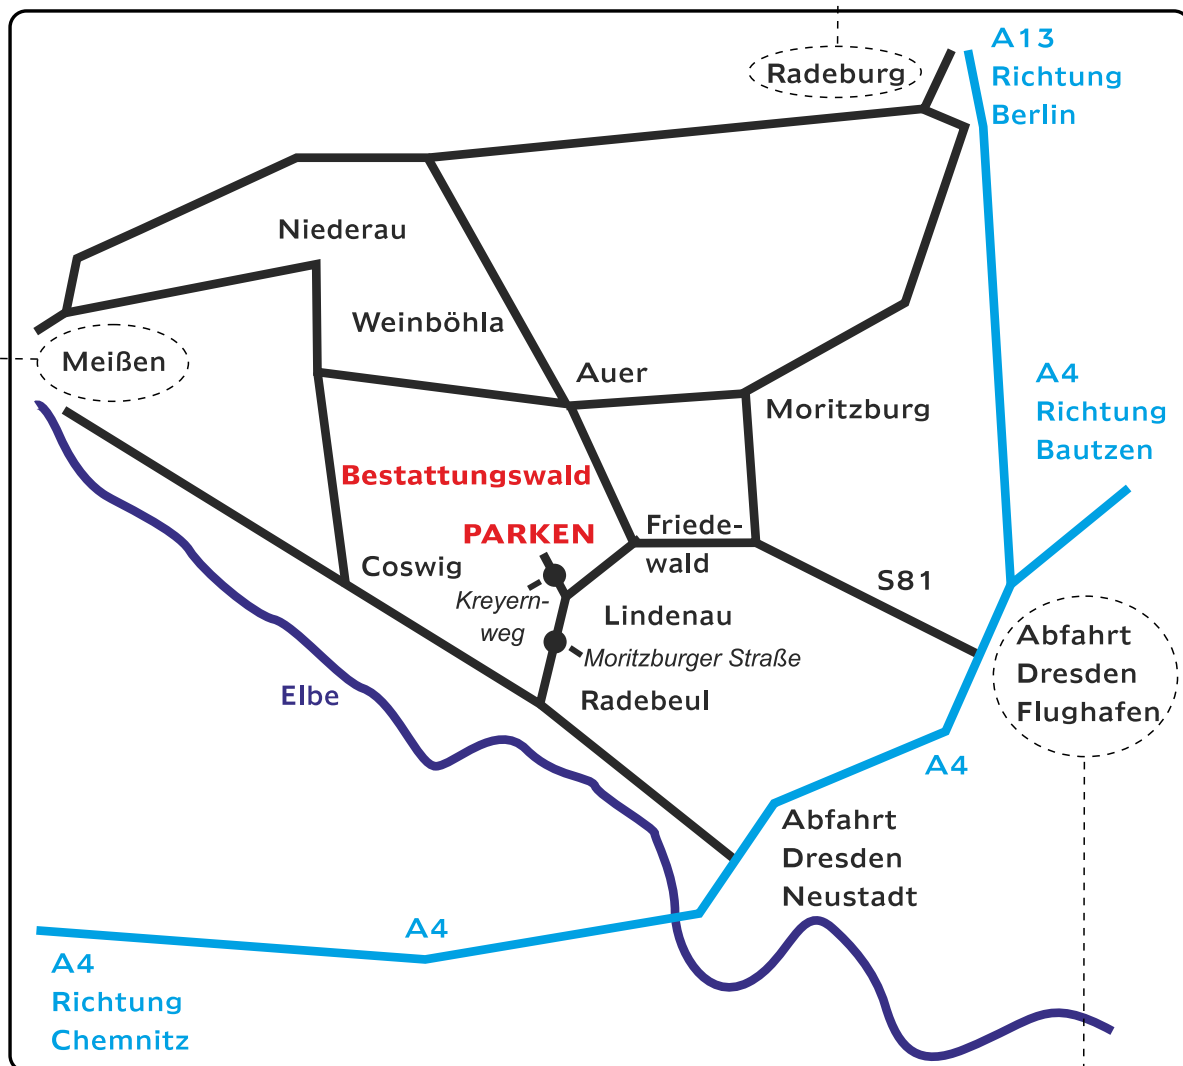 A13
Richtung
Berlin
Radeburg
Niederau
Weinböhla
Meißen
Auer
Moritzburg
A4
Richtung
Bautzen
Bestattungswald
PARKEN
Friede-
wald
Coswig
Kreyern-
weg
S81
Lindenau
Moritzburger Straße
Radebeul
Abfahrt
Dresden
Flughafen
Elbe
A4
Abfahrt
Dresden
Neustadt
A4
A4
Richtung
Chemnitz